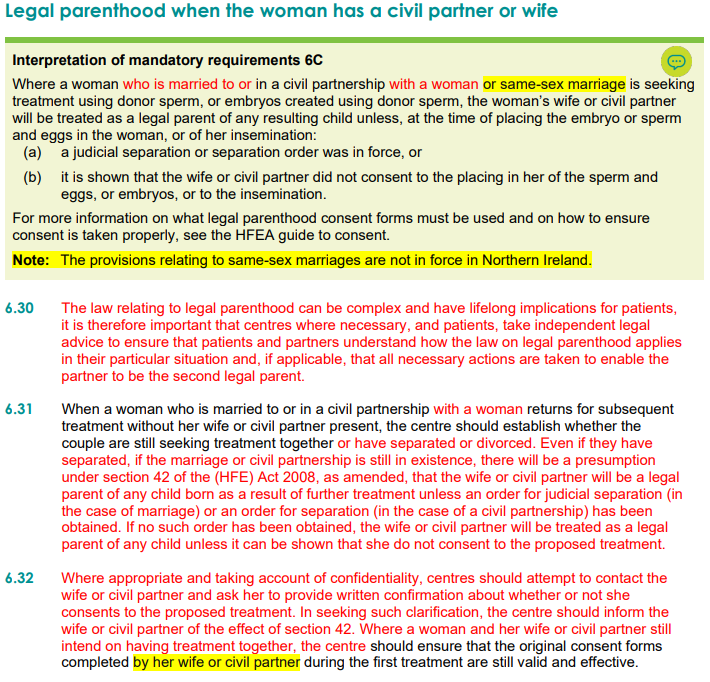 Legal parenthood when the woman has a civil partner or wife
Interpretation of mandatory requirements 6C
Where a woman who is married to or in a civil partnership with a woman or same-sex marriage is seeking
treatment using donor sperm, or embryos created using donor sperm, the woman's wife or civil partner
will be treated as a legal parent of any resulting child unless, at the time of placing the embryo or sperm
and eggs in the woman, or of her insemination:
(a) a judicial separation or separation order was in force, or
(b) it is shown that the wife or civil partner did not consent to the placing in her of the sperm and
eggs, or embryos, or to the insemination.
For more information on what legal parenthood consent forms must be used and on how to ensure
consent is taken properly, see the HFEA guide to consent.
Note: The provisions relating to same-sex marriages are not in force in Northern Ireland.
6.30 The law relating to legal parenthood can be complex and have lifelong implications for patients,
it is therefore important that centres where necessary, and patients, take independent legal
advice to ensure that patients and partners understand how the law on legal parenthood applies
in their particular situation and, if applicable, that all necessary actions are taken to enable the
partner to be the second legal parent.
6.31 When a woman who is married to or in a civil partnership with a woman returns for subsequent
treatment without her wife or civil partner present, the centre should establish whether the
couple are still seeking treatment together or have separated or divorced. Even if they have
separated, if the marriage or civil partnership is still in existence, there will be a presumption
under section 42 of the (HFE) Act 2008, as amended, that the wife or civil partner will be a legal
parent of any child born as a result of further treatment unless an order for judicial separation (in
the case of marriage) or an order for separation (in the case of a civil partnership) has been
obtained. If no such order has been obtained, the wife or civil partner will be treated as a legal
parent of any child unless it can be shown that she do not consent to the proposed treatment.
6.32 Where appropriate and taking account of confidentiality, centres should attempt to contact the
wife or civil partner and ask her to provide written confirmation about whether or not she
consents to the proposed treatment. In seeking such clarification, the centre should inform the
wife or civil partner of the effect of section 42. Where a woman and her wife or civil partner still
intend on having treatment together, the centre should ensure that the original consent forms
completed by her wife or civil partner during the first treatment are still valid and effective.